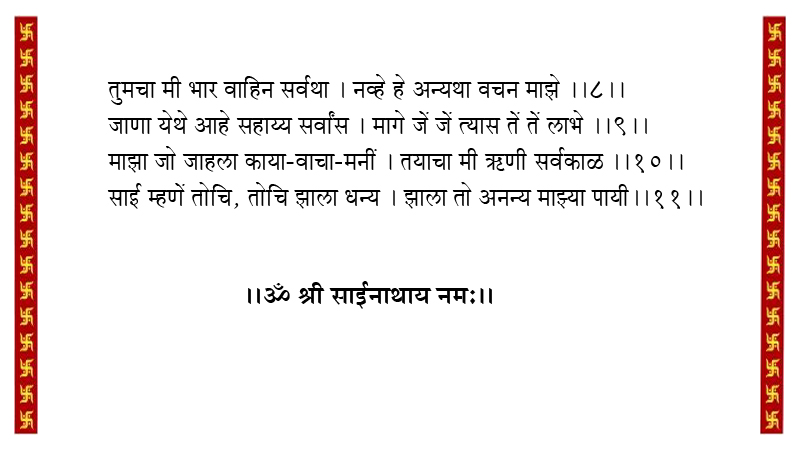 तुमचा मी भार वाहिन सर्वथा । नव्हे हे अन्यथा वचन माझे ।।८।।
जाणा येथे आहे सहाय्य सर्वांस । मागे जें जें त्यास तें तें लाभे ।।९।।
माझा जो जाहला काया-वाचा-मनीं । तयाचा मी ऋणी सर्वकाळ ।।१०।।
साई म्हणें तोचि, तोचि झाला धन्य । झाला तो अनन्य माझ्या पायी।।११।।
।।ॐ श्री साईनाथाय नमः।।